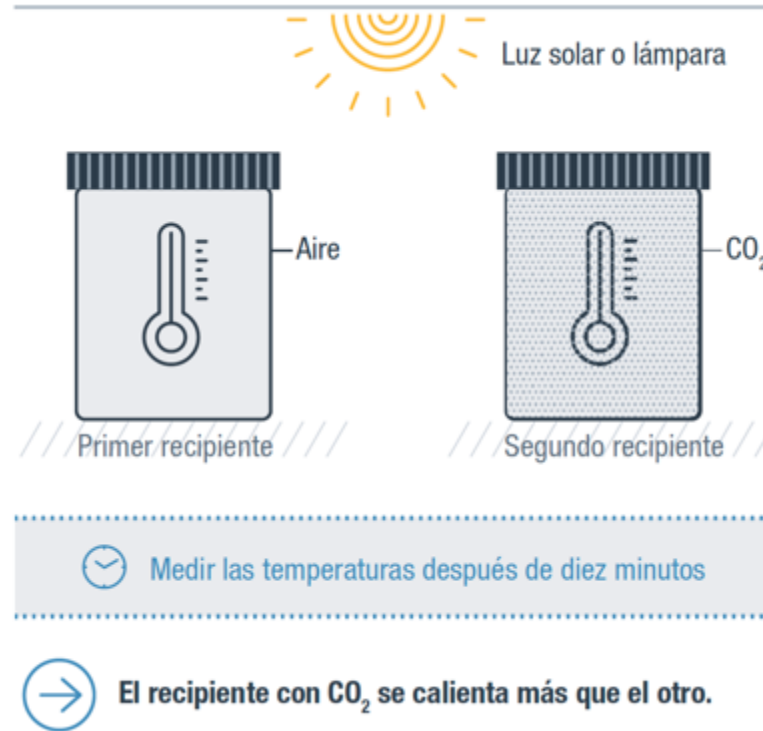 Luz solar o lámpara
Aire
CO₂
Primer recipiente
Segundo recipiente
Medir las temperaturas después de diez minutos
El recipiente con CO₂ se calienta más que el otro.